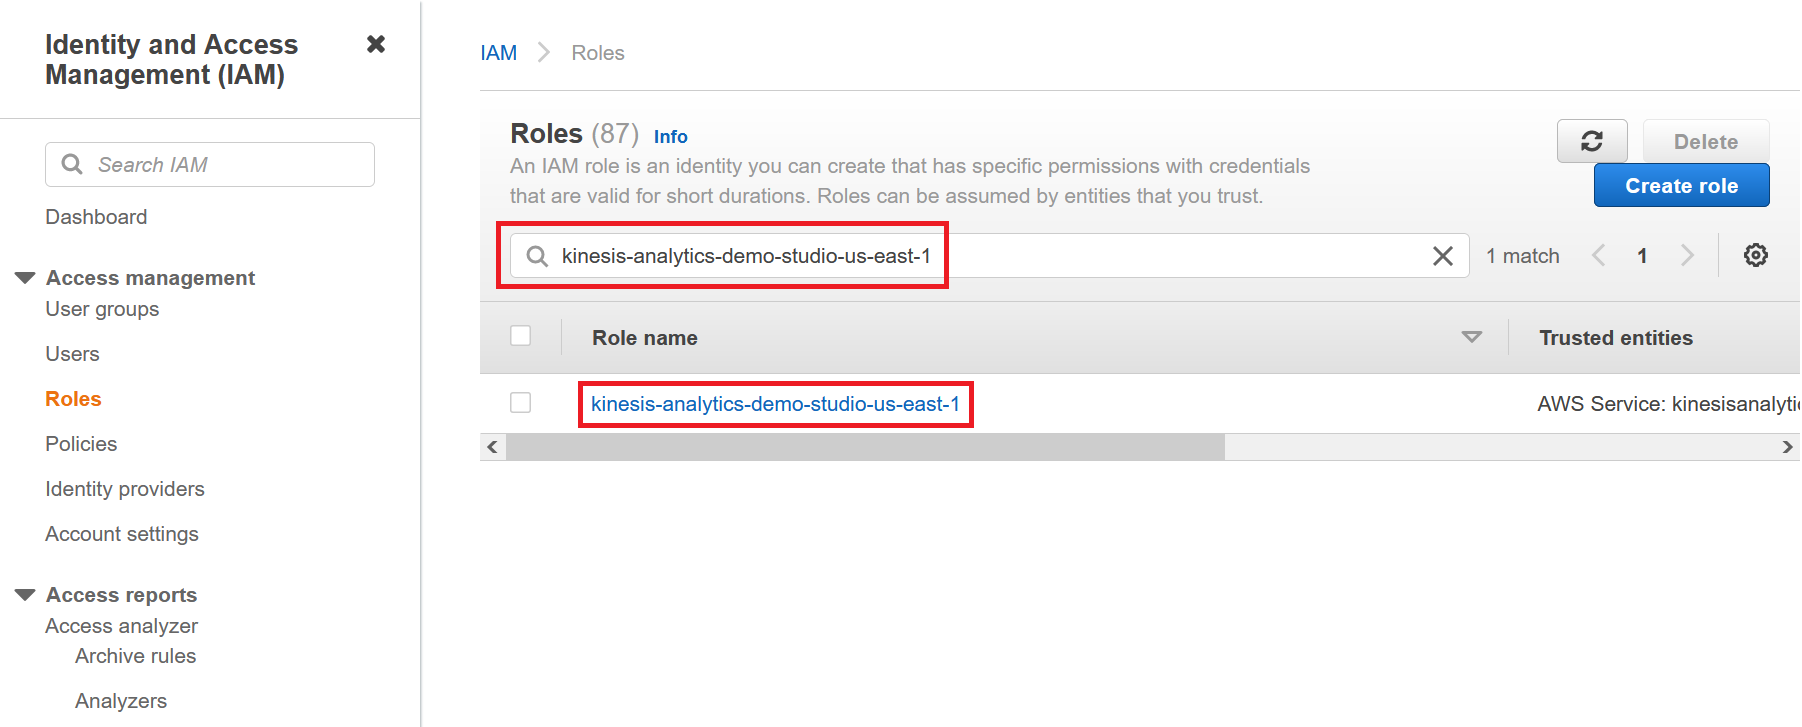 Identity and Access
Management (IAM)
Search IAM
Dashboard
Access management
User groups
Users
Roles
Policies
Identity providers
Account settings
Access reports
Access analyzer
Archive rules
Analyzers
IAM
Roles
Roles (87) Info
An IAM role is an identity you can create that has specific permissions with credentials
that are valid for short durations. Roles can be assumed by entities that you trust.
Delete
Create role
kinesis-analytics-demo-studio-us-east-1
1 match
1
Role name
Trusted entities
kinesis-analytics-demo-studio-us-east-1
AWS Service: kinesisanalytic